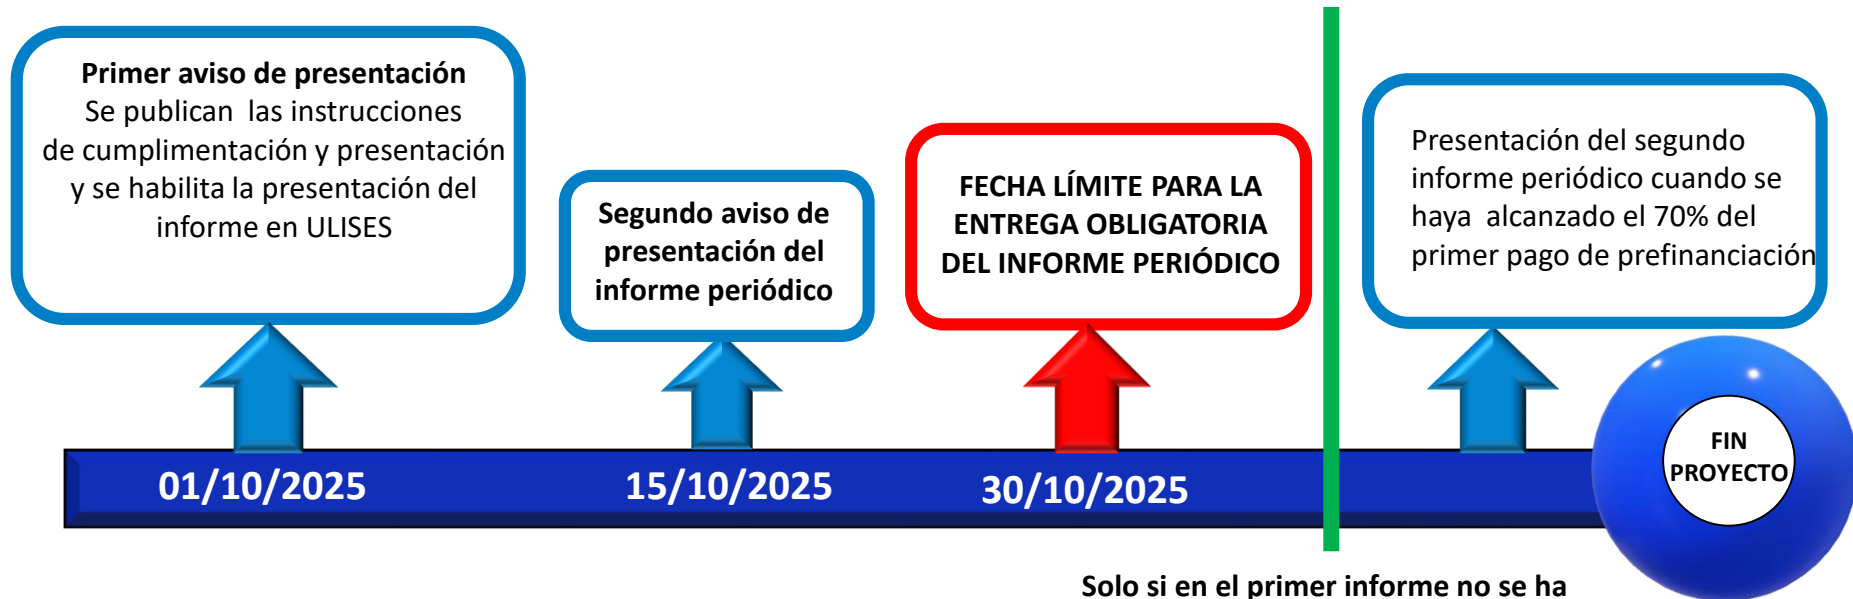 Primer aviso de presentación
Se publican las instrucciones
de cumplimentación y presentación
y se habilita la presentación del
informe en ULISES
Segundo aviso de
presentación del
informe periódico
FECHA LÍMITE PARA LA
ENTREGA OBLIGATORIA
DEL INFORME PERIÓDICO
Presentación del segundo
informe periódico cuando se
haya alcanzado el 70% del
primer pago de prefinanciación
01/10/2025
15/10/2025
30/10/2025
FIN
PROYECTO
Solo si en el primer informe no se ha